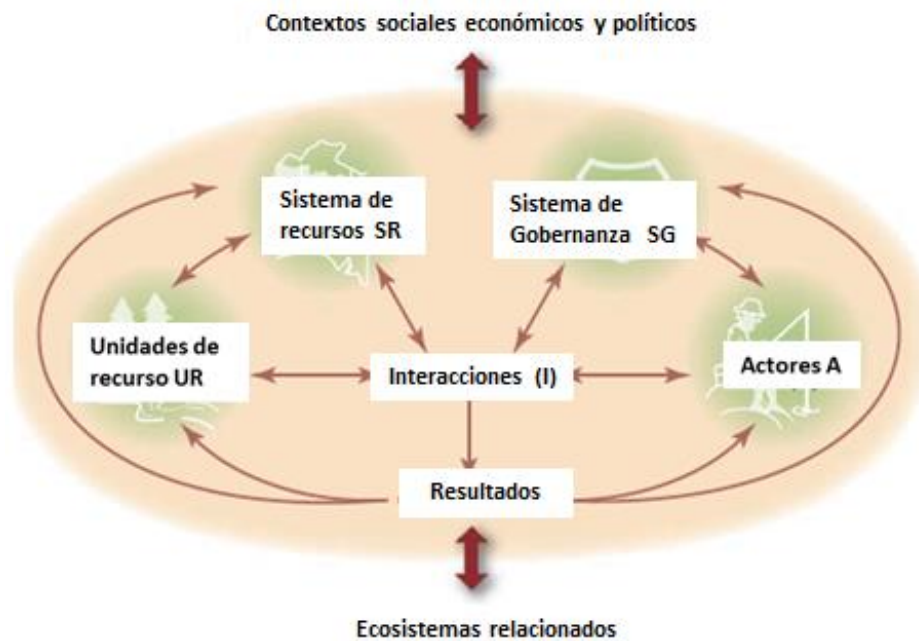 Contextos sociales económicos y políticos
Sistema de
recursos SR
Sistema de
Gobernanza SG
Unidades de
recurso UR
Interacciones (I)
Actores A
Resultados
Ecosistemas relacionados